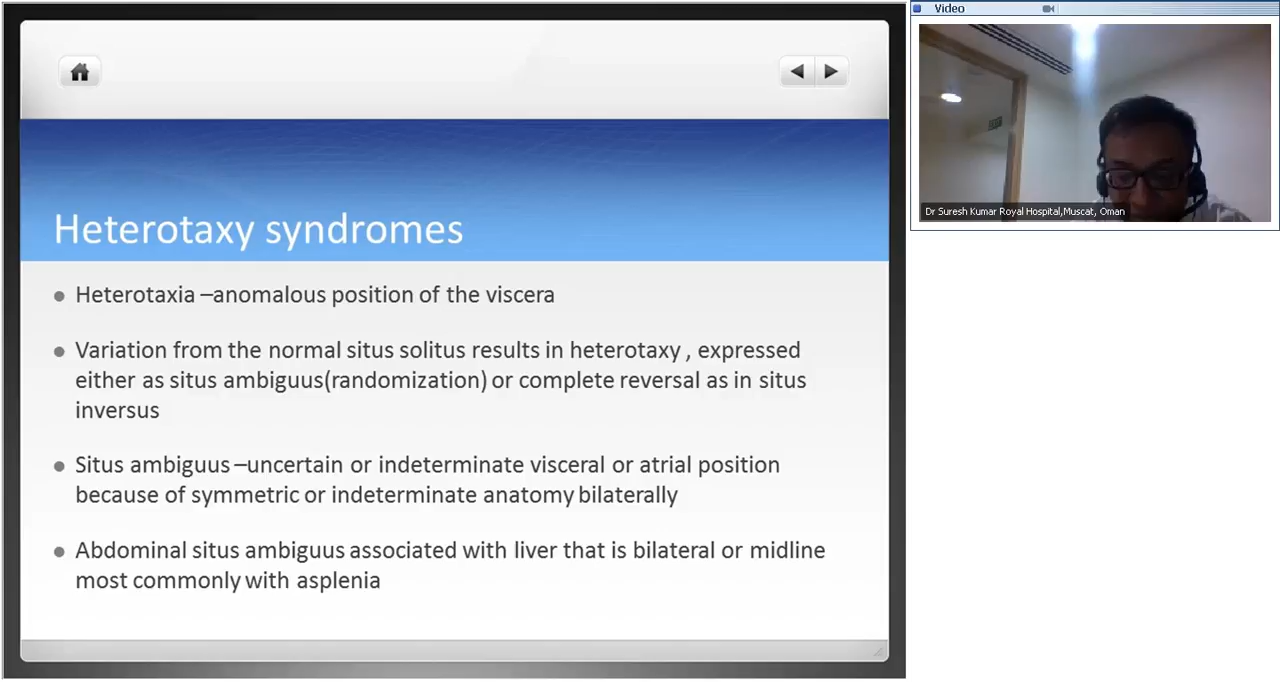 Heterotaxy syndromes
Heterotaxia –anomalous position of the viscera
Variation from the normal situs solitus results in heterotaxy , expressed
either as situs ambiguus(randomization) or complete reversal as in situs
inversus
Situs ambiguus –uncertain or indeterminate visceral or atrial position
because of symmetric or indeterminate anatomy bilaterally
Abdominal situs ambiguus associated with liver that is bilateral or midline
most commonly with asplenia
Video
Dr Suresh Kumar Royal Hospital,Muscat, Oman